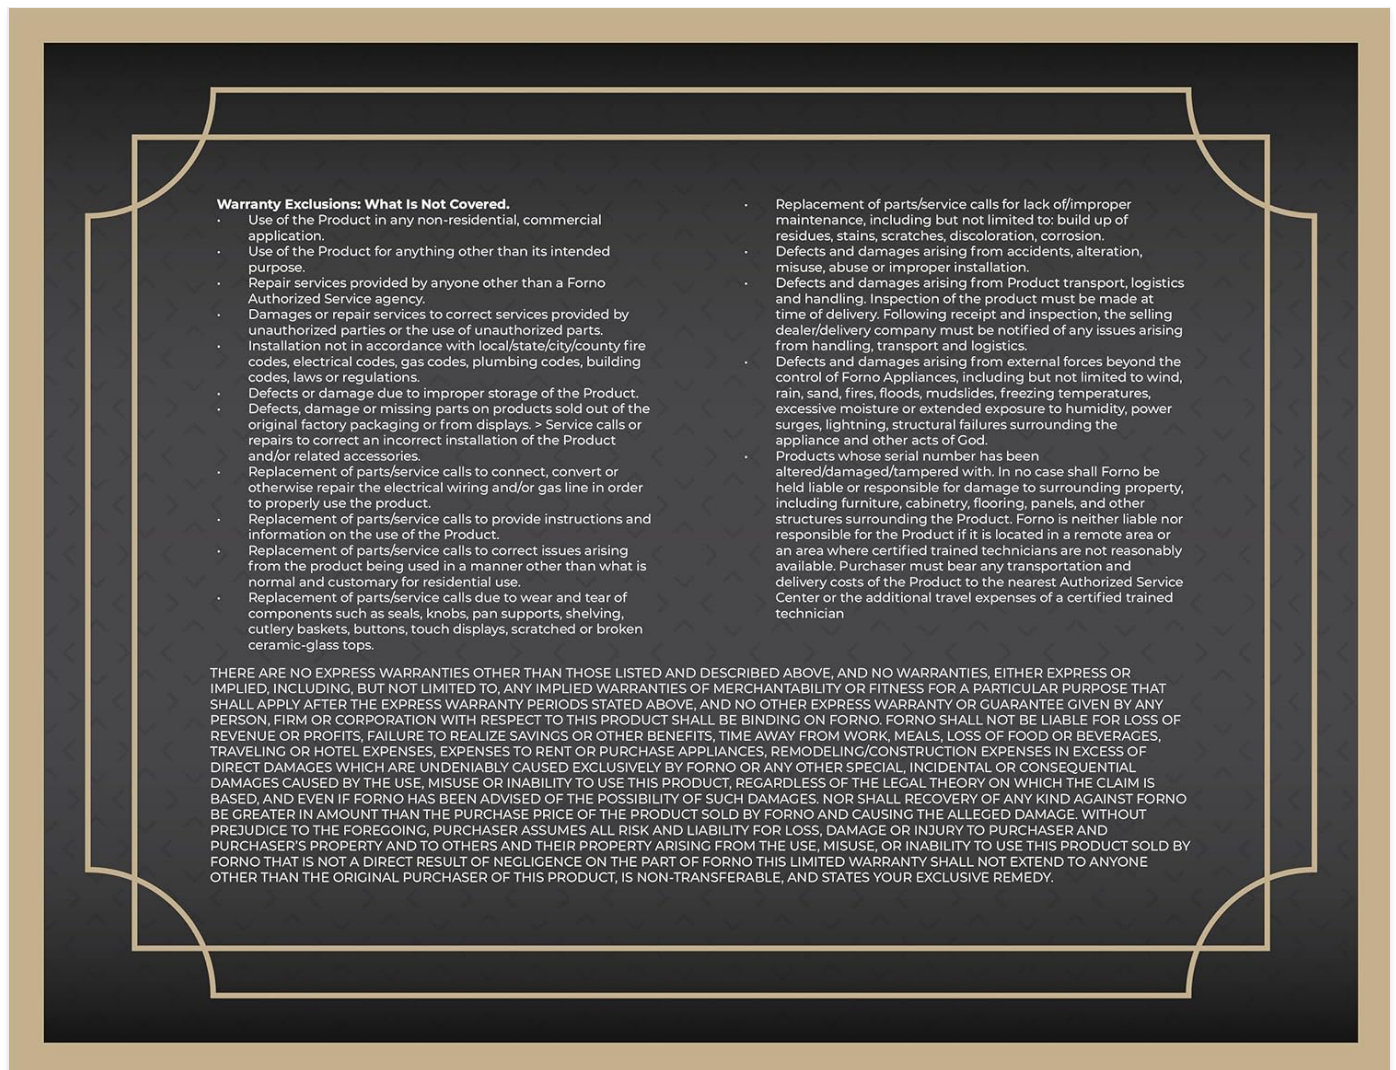 Warranty Exclusions: What Is Not Covered.
• Use of the Product in any non-residential, commercial
application.
• Use of the Product for anything other than its intended
purpose.
• Repair services provided by anyone other than a Forno
Authorized Service agency.
• Damages or repair services to correct services provided by
unauthorized parties or the use of unauthorized parts.
• Installation not in accordance with local/state/city/county fire
codes, electrical codes, gas codes, plumbing codes, building
codes, laws or regulations.
• Defects or damage due to improper storage of the Product.
• Defects, damage or missing parts on products sold out of the
original factory packaging or from displays. > Service calls or
repairs to correct an incorrect installation of the Product
and/or related accessories.
• Replacement of parts/service calls to connect, convert or
otherwise repair the electrical wiring and/or gas line in order
to properly use the product.
• Replacement of parts/service calls to provide instructions and
information on the use of the Product.
• Replacement of parts/service calls to correct issues arising
from the product being used in a manner other than what is
normal and customary for residential use.
• Replacement of parts/service calls due to wear and tear of
components such as seals, knobs, pan supports, shelving,
cutlery baskets, buttons, touch displays, scratched or broken
ceramic-glass tops.
• Replacement of parts/service calls for lack of/improper
maintenance, including but not limited to: build up of
residues, stains, scratches, discoloration, corrosion.
• Defects and damages arising from accidents, alteration,
misuse, abuse or improper installation.
• Defects and damages arising from Product transport, logistics
and handling. Inspection of the product must be made at
time of delivery. Following receipt and inspection, the selling
dealer/delivery company must be notified of any issues arising
from handling, transport and logistics.
• Defects and damages arising from external forces beyond the
control of Forno Appliances, including but not limited to wind,
rain, sand, fires, floods, mudslides, freezing temperatures,
excessive moisture or extended exposure to humidity, power
surges, lightning, structural failures surrounding the
appliance and other acts of God.
• Products whose serial number has been
altered/damaged/tampered with. In no case shall Forno be
held liable or responsible for damage to surrounding property,
including furniture, cabinetry, flooring, panels, and other
structures surrounding the Product. Forno is neither liable nor
responsible for the Product if it is located in a remote area or
an area where certified trained technicians are not reasonably
available. Purchaser must bear any transportation and
delivery costs of the Product to the nearest Authorized Service
Center or the additional travel expenses of a certified trained
technician
THERE ARE NO EXPRESS WARRANTIES OTHER THAN THOSE LISTED AND DESCRIBED ABOVE, AND NO WARRANTIES, EITHER EXPRESS OR
IMPLIED, INCLUDING, BUT NOT LIMITED TO, ANY IMPLIED WARRANTIES OF MERCHANTABILITY OR FITNESS FOR A PARTICULAR PURPOSE THAT
SHALL APPLY AFTER THE EXPRESS WARRANTY PERIODS STATED ABOVE, AND NO OTHER EXPRESS WARRANTY OR GUARANTEE GIVEN BY ANY
PERSON, FIRM OR CORPORATION WITH RESPECT TO THIS PRODUCT SHALL BE BINDING ON FORNO. FORNO SHALL NOT BE LIABLE FOR LOSS OF
REVENUE OR PROFITS, FAILURE TO REALIZE SAVINGS OR OTHER BENEFITS, TIME AWAY FROM WORK, MEALS, LOSS OF FOOD OR BEVERAGES,
TRAVELING OR HOTEL EXPENSES, EXPENSES TO RENT OR PURCHASE APPLIANCES, REMODELING/CONSTRUCTION EXPENSES IN EXCESS OF
DIRECT DAMAGES WHICH ARE UNDENIABLY CAUSED EXCLUSIVELY BY FORNO OR ANY OTHER SPECIAL, INCIDENTAL OR CONSEQUENTIAL
DAMAGES CAUSED BY THE USE, MISUSE OR INABILITY TO USE THIS PRODUCT, REGARDLESS OF THE LEGAL THEORY ON WHICH THE CLAIM IS
BASED, AND EVEN IF FORNO HAS BEEN ADVISED OF THE POSSIBILITY OF SUCH DAMAGES. NOR SHALL RECOVERY OF ANY KIND AGAINST FORNO
BE GREATER IN AMOUNT THAN THE PURCHASE PRICE OF THE PRODUCT SOLD BY FORNO AND CAUSING THE ALLEGED DAMAGE. WITHOUT
PREJUDICE TO THE FOREGOING, PURCHASER ASSUMES ALL RISK AND LIABILITY FOR LOSS, DAMAGE OR INJURY TO PURCHASER AND
PURCHASER'S PROPERTY AND TO OTHERS AND THEIR PROPERTY ARISING FROM THE USE, MISUSE, OR INABILITY TO USE THIS PRODUCT SOLD BY
FORNO THAT IS NOT A DIRECT RESULT OF NEGLIGENCE ON THE PART OF FORNO THIS LIMITED WARRANTY SHALL NOT EXTEND TO ANYONE
OTHER THAN THE ORIGINAL PURCHASER OF THIS PRODUCT, IS NON-TRANSFERABLE, AND STATES YOUR EXCLUSIVE REMEDY.